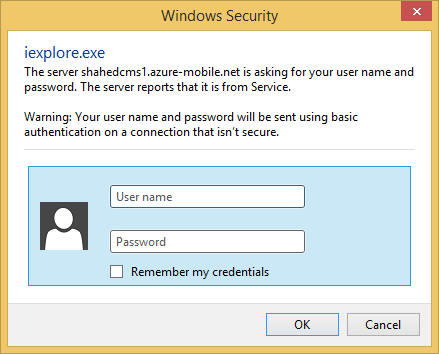 Windows Security
iexplore.exe
The server shahedcms1.azure-mobile.net is asking for your user name and
password. The server reports that it is from Service.
Warning: Your user name and password will be sent using basic
authentication on a connection that isn't secure.
User name
Password
Remember my credentials
OK
Cancel